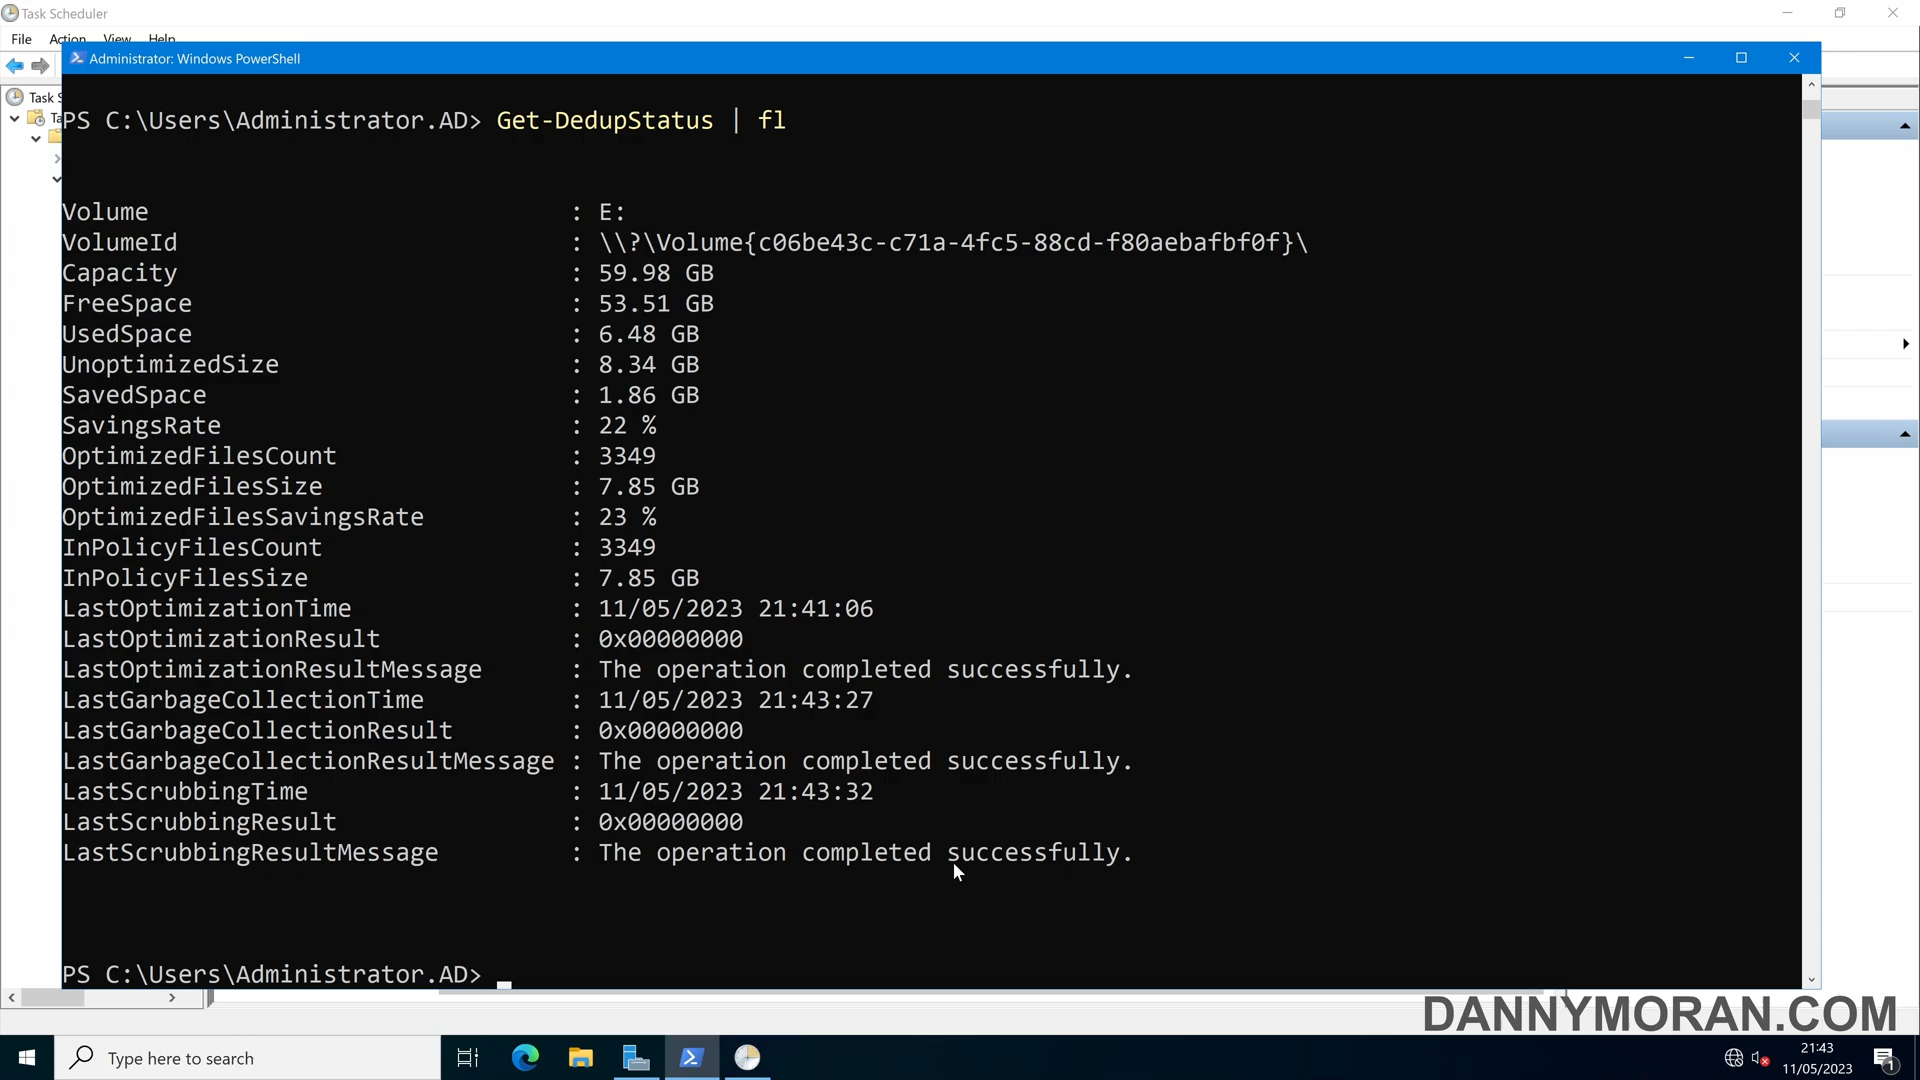 Task Scheduler
File Action View Help
Administrator: Windows PowerShell
Task S
Ta
PS C:\Users\Administrator.AD> Get-DedupStatus | fl
Volume : E:
VolumeId : \\?\Volume{c06be43c-c71a-4fc5-88cd-f80aebafbf0f}\
Capacity : 59.98 GB
FreeSpace : 53.51 GB
UsedSpace : 6.48 GB
UnoptimizedSize : 8.34 GB
SavedSpace : 1.86 GB
SavingsRate : 22 %
OptimizedFilesCount : 3349
OptimizedFilesSize : 7.85 GB
OptimizedFilesSavingsRate : 23 %
InPolicyFilesCount : 3349
InPolicyFilesSize : 7.85 GB
LastOptimizationTime : 11/05/2023 21:41:06
LastOptimizationResult : 0x00000000
LastOptimizationResultMessage : The operation completed successfully.
LastGarbageCollectionTime : 11/05/2023 21:43:27
LastGarbageCollectionResult : 0x00000000
LastGarbageCollectionResultMessage : The operation completed successfully.
LastScrubbingTime : 11/05/2023 21:43:32
LastScrubbingResult : 0x00000000
LastScrubbingResultMessage : The operation completed successfully.
PS C:\Users\Administrator.AD>
DANNYMORAN.COM
Type here to search
21:43
11/05/2023
1